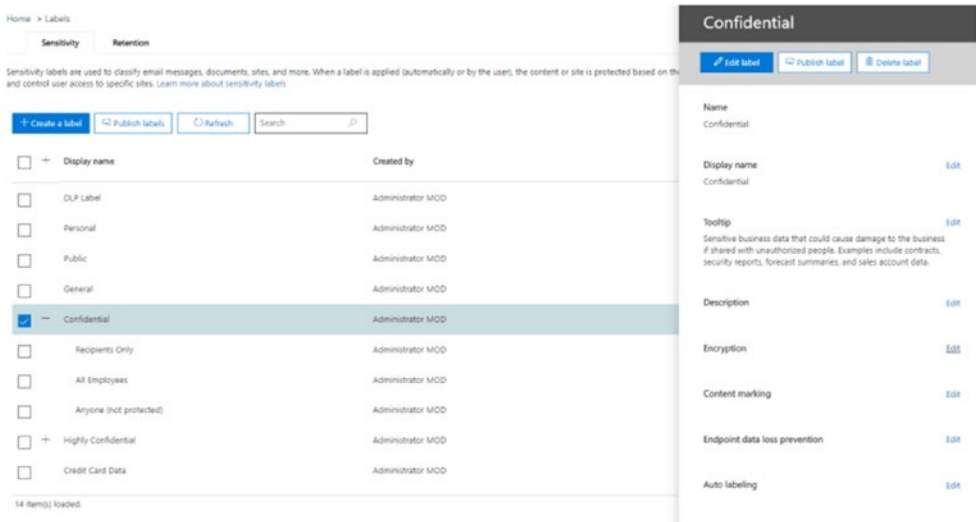 Home > Labels
Sensitivity Retention
Sensitivity labels are used to classify email messages, documents, sites, and more. When a label is applied (automatically or by the user), the content or site is protected based on the
and control user access to specific sites. Learn more about sensitivity labels
+ Create a label Publish labels Refresh Search
+ Display name Created by
DLP Label Administrator MOD
Personal Administrator MOD
Public Administrator MOD
General Administrator MOD
Confidential Administrator MOD
Recipients Only Administrator MOD
All Employees Administrator MOD
Anyone (not protected) Administrator MOD
+ Highly Confidential Administrator MOD
Credit Card Data Administrator MOD
14 item(s) loaded.
Confidential
Edit label Publish label Delete label
Name
Confidential
Display name Edit
Confidential
Tooltip Edit
Sensitive business data that could cause damage to the business
if shared with unauthorized people. Examples include contracts,
security reports, forecast summaries, and sales account data.
Description Edit
Encryption Edit
Content marking Edit
Endpoint data loss prevention Edit
Auto labeling Edit